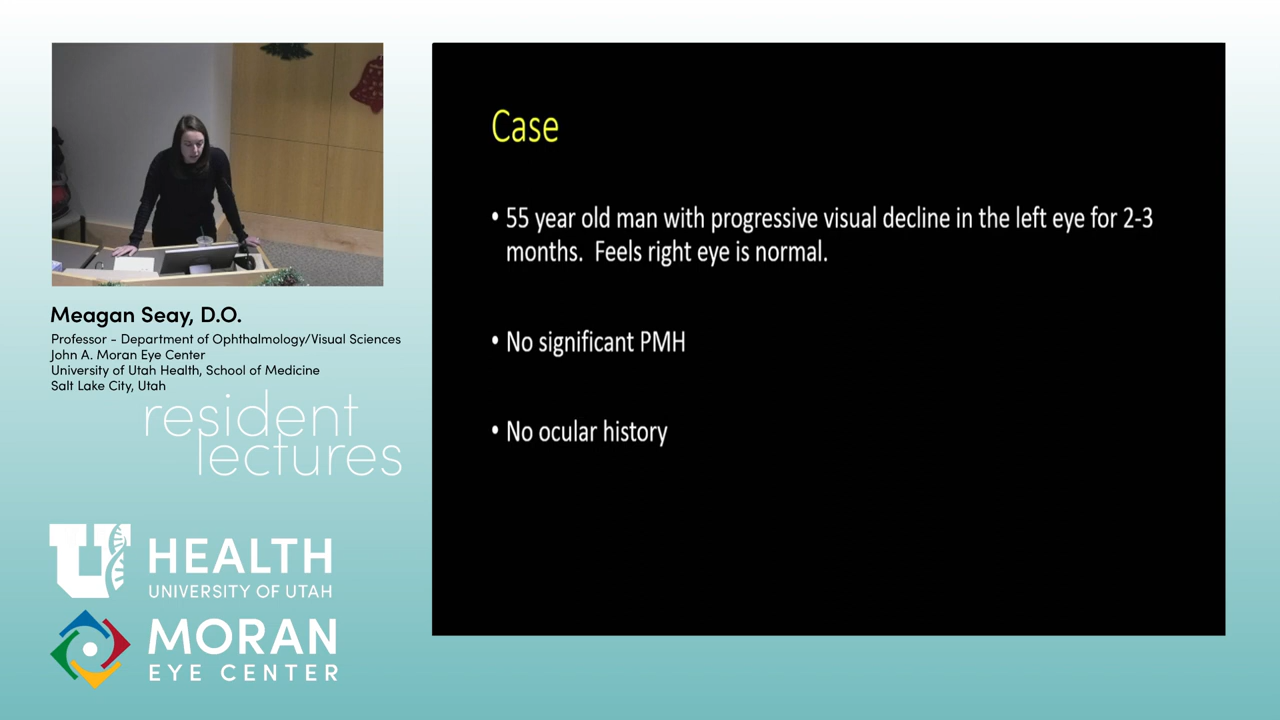 Case
• 55 year old man with progressive visual decline in the left eye for 2-3
months.  Feels right eye is normal.
• No significant PMH
• No ocular history
Meagan Seay, D.O.
Professor - Department of Ophthalmology/Visual Sciences
John A. Moran Eye Center
University of Utah Health, School of Medicine
Salt Lake City, Utah
resident
lectures
U HEALTH
UNIVERSITY OF UTAH
MORAN
EYE CENTER